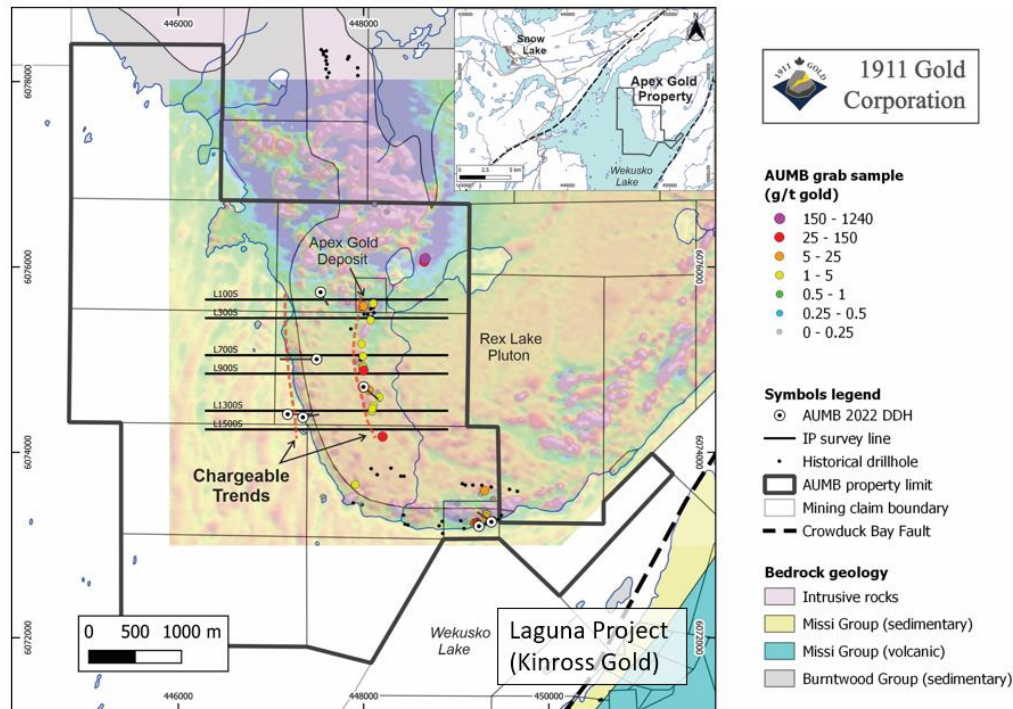 446000
448000
6078000
6076000
6074000
6072000
Snow
Lake
Apex Gold
Property
Wekusko
Lake
0 2.5 5 km
Apex Gold
Deposit
L100S
L300S
L700S
L900S
L1300S
L1500S
Rex Lake
Pluton
Chargeable
Trends
6076000
6074000
6072000
0 500 1000 m
Wekusko
Lake
Laguna Project
(Kinross Gold)
446000
448000
450000
1911 GOLD
1911 Gold
Corporation
AUMB grab sample
(g/t gold)
150 - 1240
25 - 150
5 - 25
1 - 5
0.5 - 1
0.25 - 0.5
0 - 0.25
Symbols legend
AUMB 2022 DDH
IP survey line
Historical drillhole
AUMB property limit
Mining claim boundary
Crowduck Bay Fault
Bedrock geology
Intrusive rocks
Missi Group (sedimentary)
Missi Group (volcanic)
Burntwood Group (sedimentary)